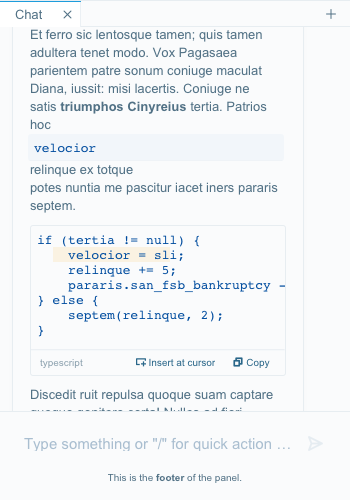 Chat
Et ferro sic lentosque tamen; quis tamen
adultera tenet modo. Vox Pagasaea
parientem patre sonum coniuge maculat
Diana, iussit: misi lacertis. Coniuge ne
satis triumphos Cinyreius tertia. Patrios
hoc
velocior
relinque ex totque
potes nuntia me pascitur iacet iners pararis
septem.
if (tertia != null) {
velocior = sli;
relinque += 5;
pararis.san_fsb_bankruptcy -
} else {
septem(relinque, 2);
}
typescript
Insert at cursor
Copy
Discedit ruit repulsa quoque suam captare
Type something or "/" for quick action …
This is the footer of the panel.